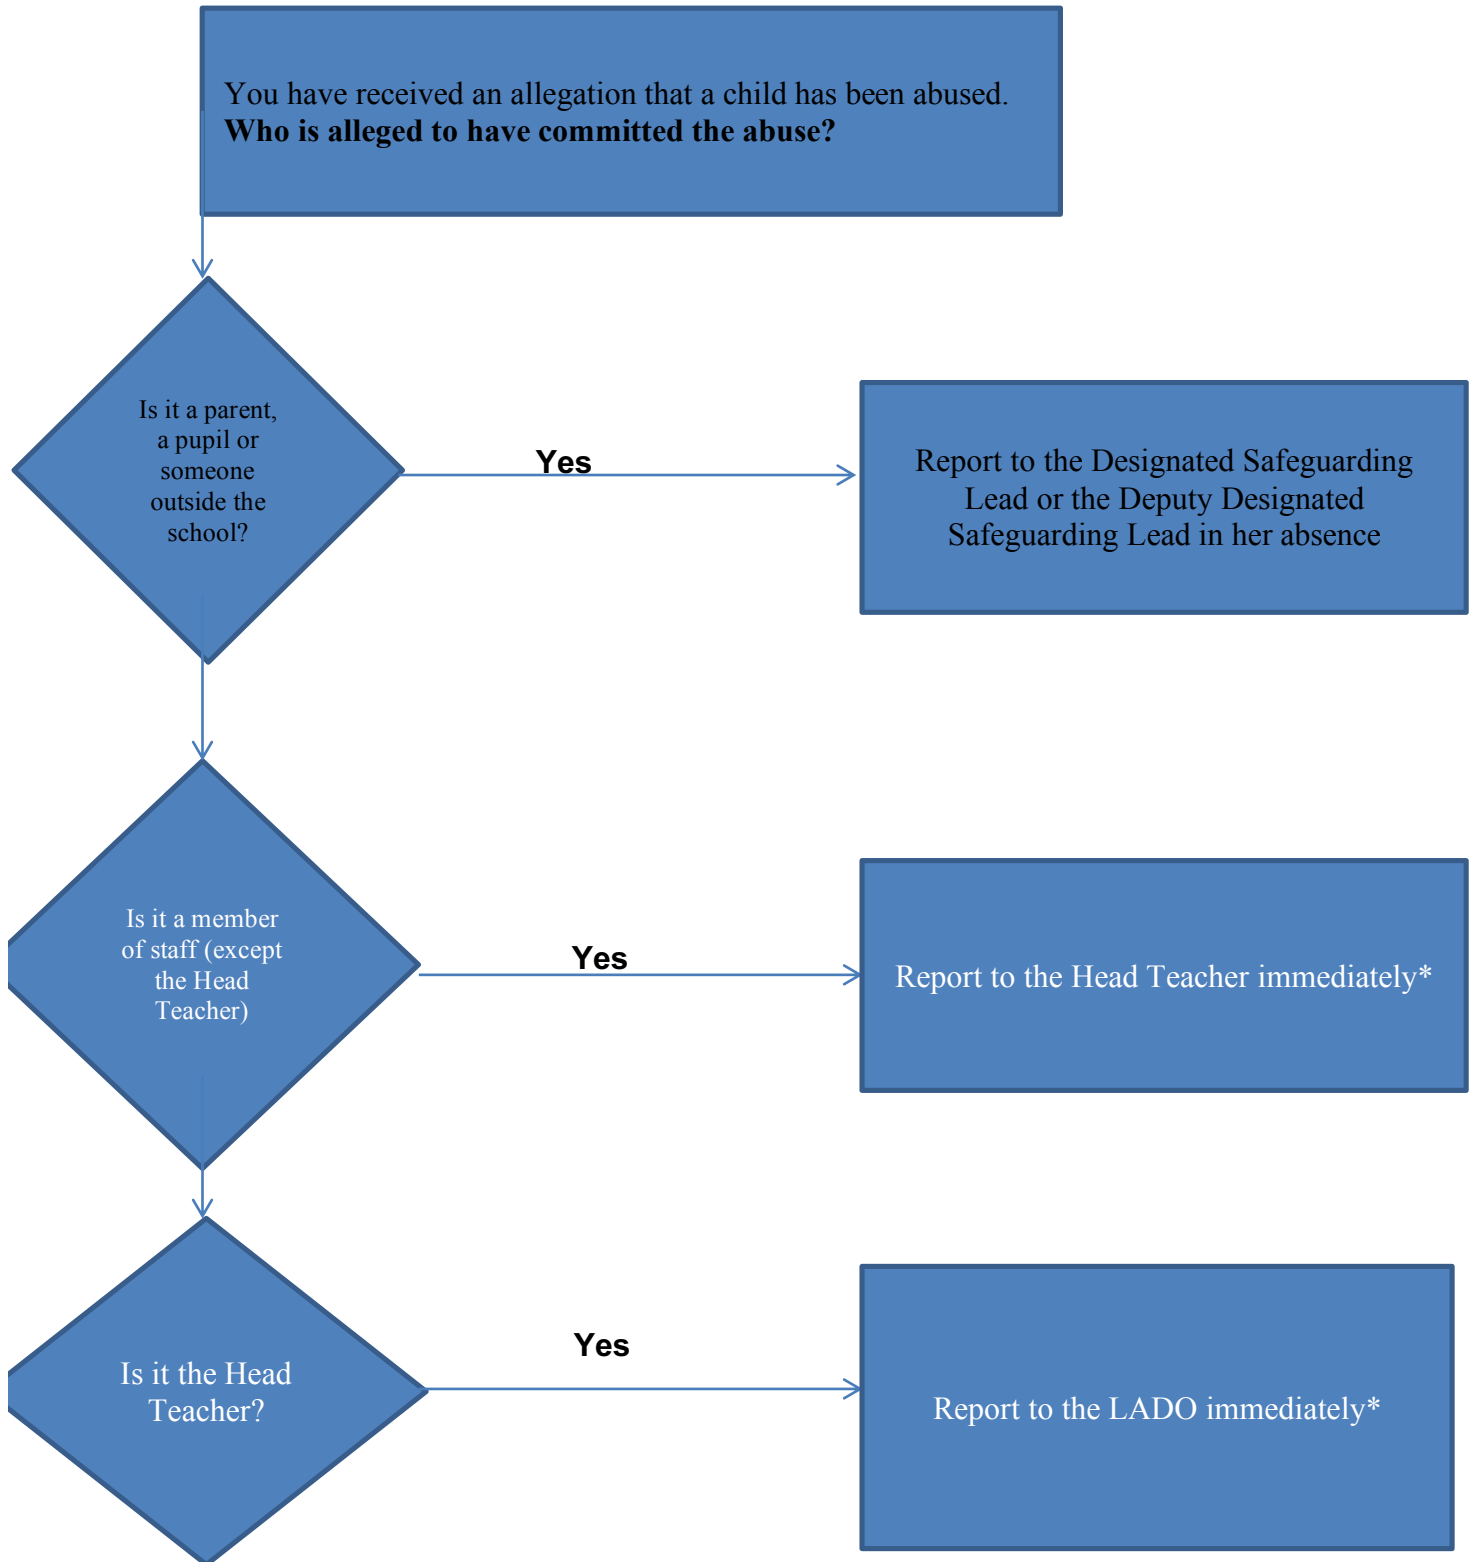 You have received an allegation that a child has been abused.
Who is alleged to have committed the abuse?
Is it a parent,
a pupil or
someone
outside the
school?
Yes
Report to the Designated Safeguarding
Lead or the Deputy Designated
Safeguarding Lead in her absence
Is it a member
of staff (except
the Head
Teacher)
Yes
Report to the Head Teacher immediately*
Is it the Head
Teacher?
Yes
Report to the LADO immediately*